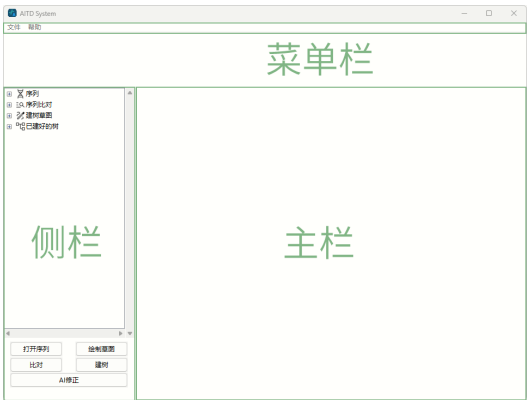 AITD System
文件 帮助
菜单栏
序列
序列比对
建树草图
已建好的树
侧栏
主栏
打开序列 绘制草图
比对 建树
AI修正